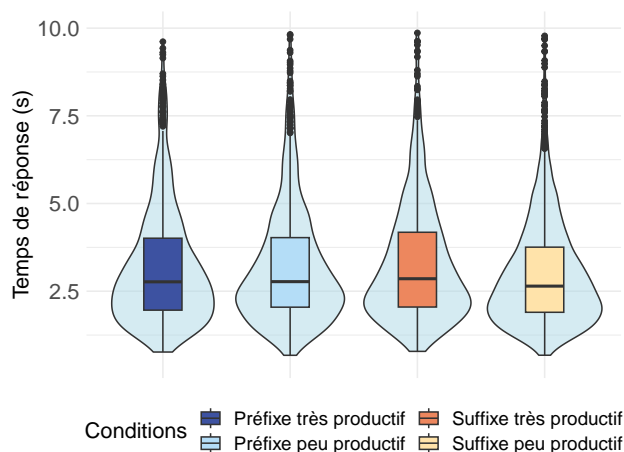 10.0
7.5
5.0
2.5
Temps de réponse (s)
Conditions
Préfixe très productif
Suffixe très productif
Préfixe peu productif
Suffixe peu productif